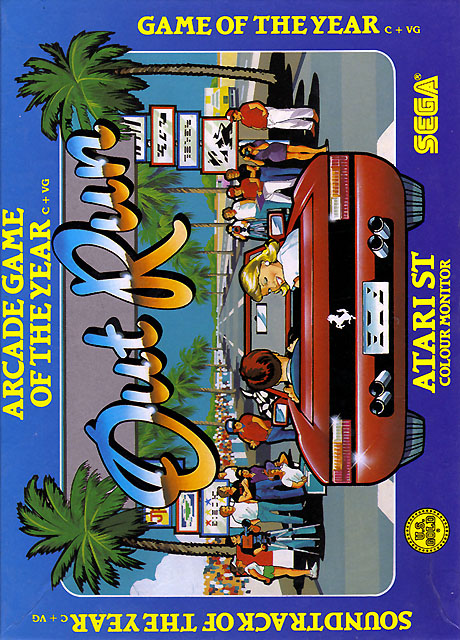 ARCADE GAME
OF THE YEAR C + VG
GAME OF THE YEAR C + VG
SOUNDTRACK OF THE YEAR C + VG
Out Run
ATARI ST
COLOUR MONITOR
SEGA®
U.S. GOLD